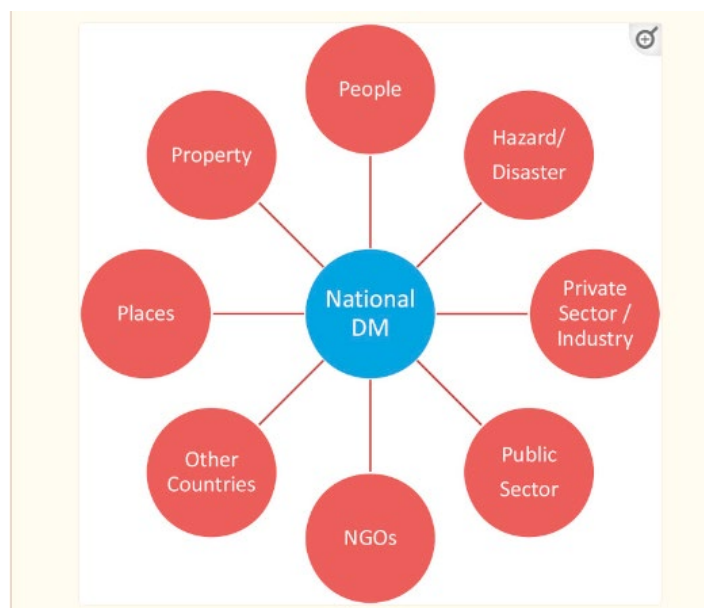 People
Hazard/
Disaster
Property
National
DM
Private
Sector /
Industry
Places
Other
Countries
Public
Sector
NGOs